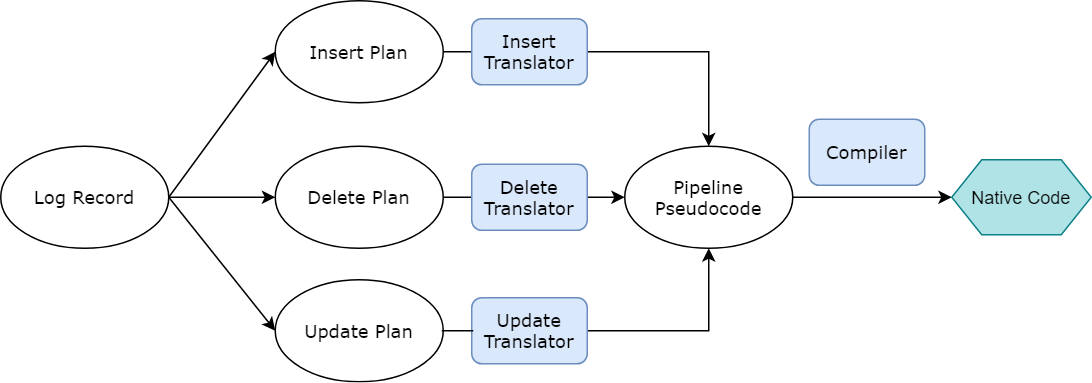 Insert Plan
Insert
Translator
Compiler
Log Record
Delete Plan
Delete
Translator
Pipeline
Pseudocode
Native Code
Update Plan
Update
Translator